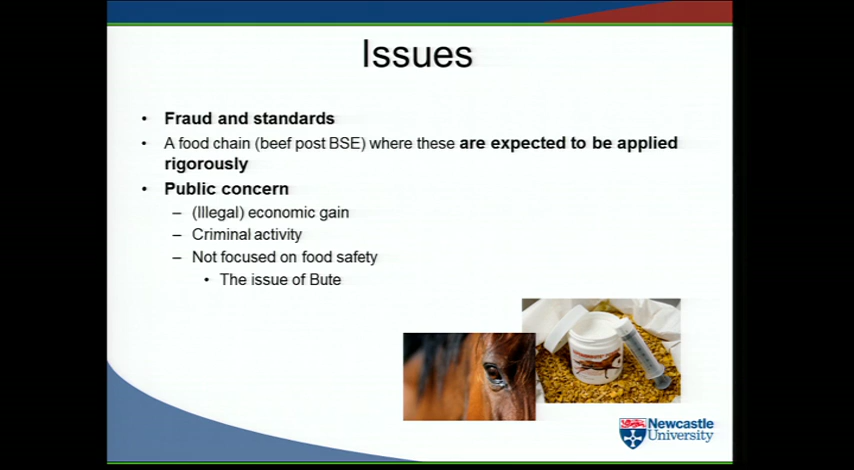 Issues
• Fraud and standards
• A food chain (beef post BSE) where these are expected to be applied
rigorously
• Public concern
– (Illegal) economic gain
– Criminal activity
– Not focused on food safety
• The issue of Bute
Newcastle
University